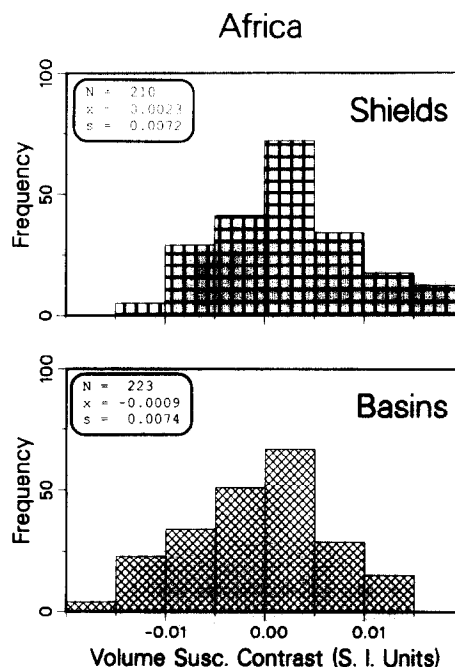 Africa
100
50
0
Frequency
N = 210
x = 0.0023
s = 0.0072
Shields
100
50
0
Frequency
N = 223
x = -0.0009
s = 0.0074
Basins
-0.01 0.00 0.01
Volume Susc. Contrast (S. I. Units)